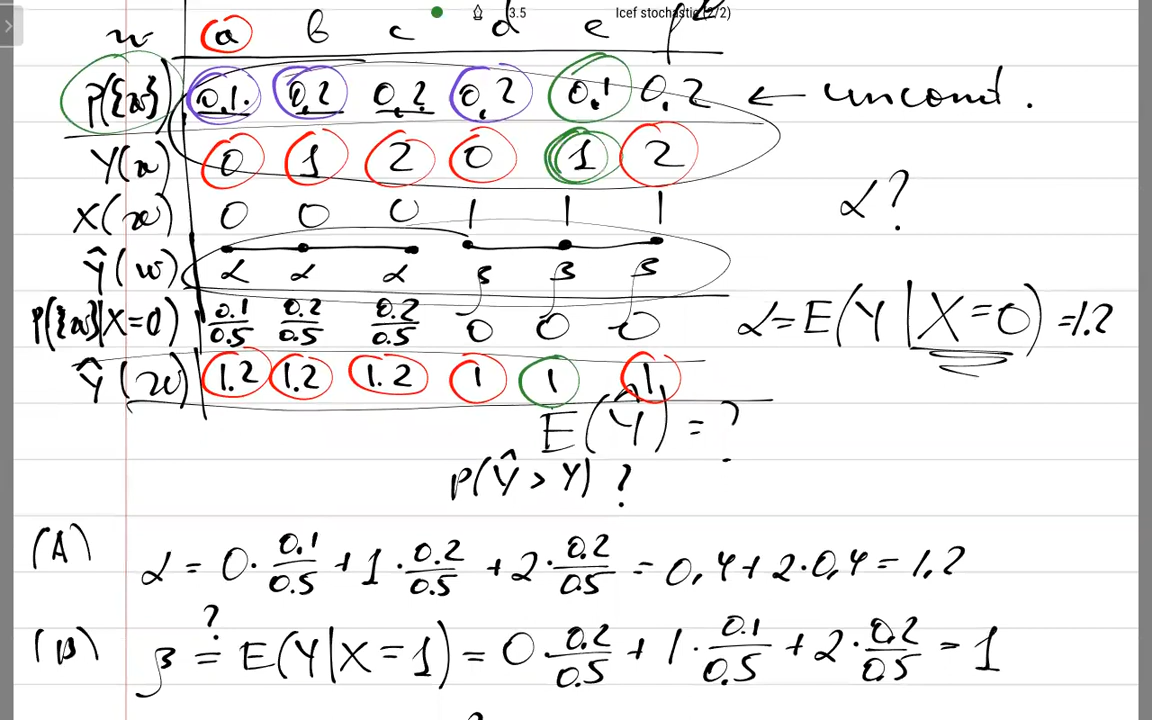 3.5 Icef stochastic (2/2)
w a b c d e f
P({w}) 0.1. 0.2 0.2 0.2 0.1 0.2 ← uncond.
Y(w) 0 1 2 0 1 2
X(w) 0 0 0 1 1 1
α?
Ŷ(w) α α α β β β
P({w}|X=0) 0.1/0.5 0.2/0.5 0.2/0.5 0 0 0
α = E(Y | X=0) = 1.2
Ŷ(w) 1.2 1.2 1.2 1 1 1
E(Ŷ) = ?
P(Ŷ > Y) ?
(A) α = 0 · 0.1/0.5 + 1 · 0.2/0.5 + 2 · 0.2/0.5 = 0,4 + 2 · 0,4 = 1,2
?
(B) β = E(Y|X=1) = 0 · 0.2/0.5 + 1 · 0.1/0.5 + 2 · 0.2/0.5 = 1
?